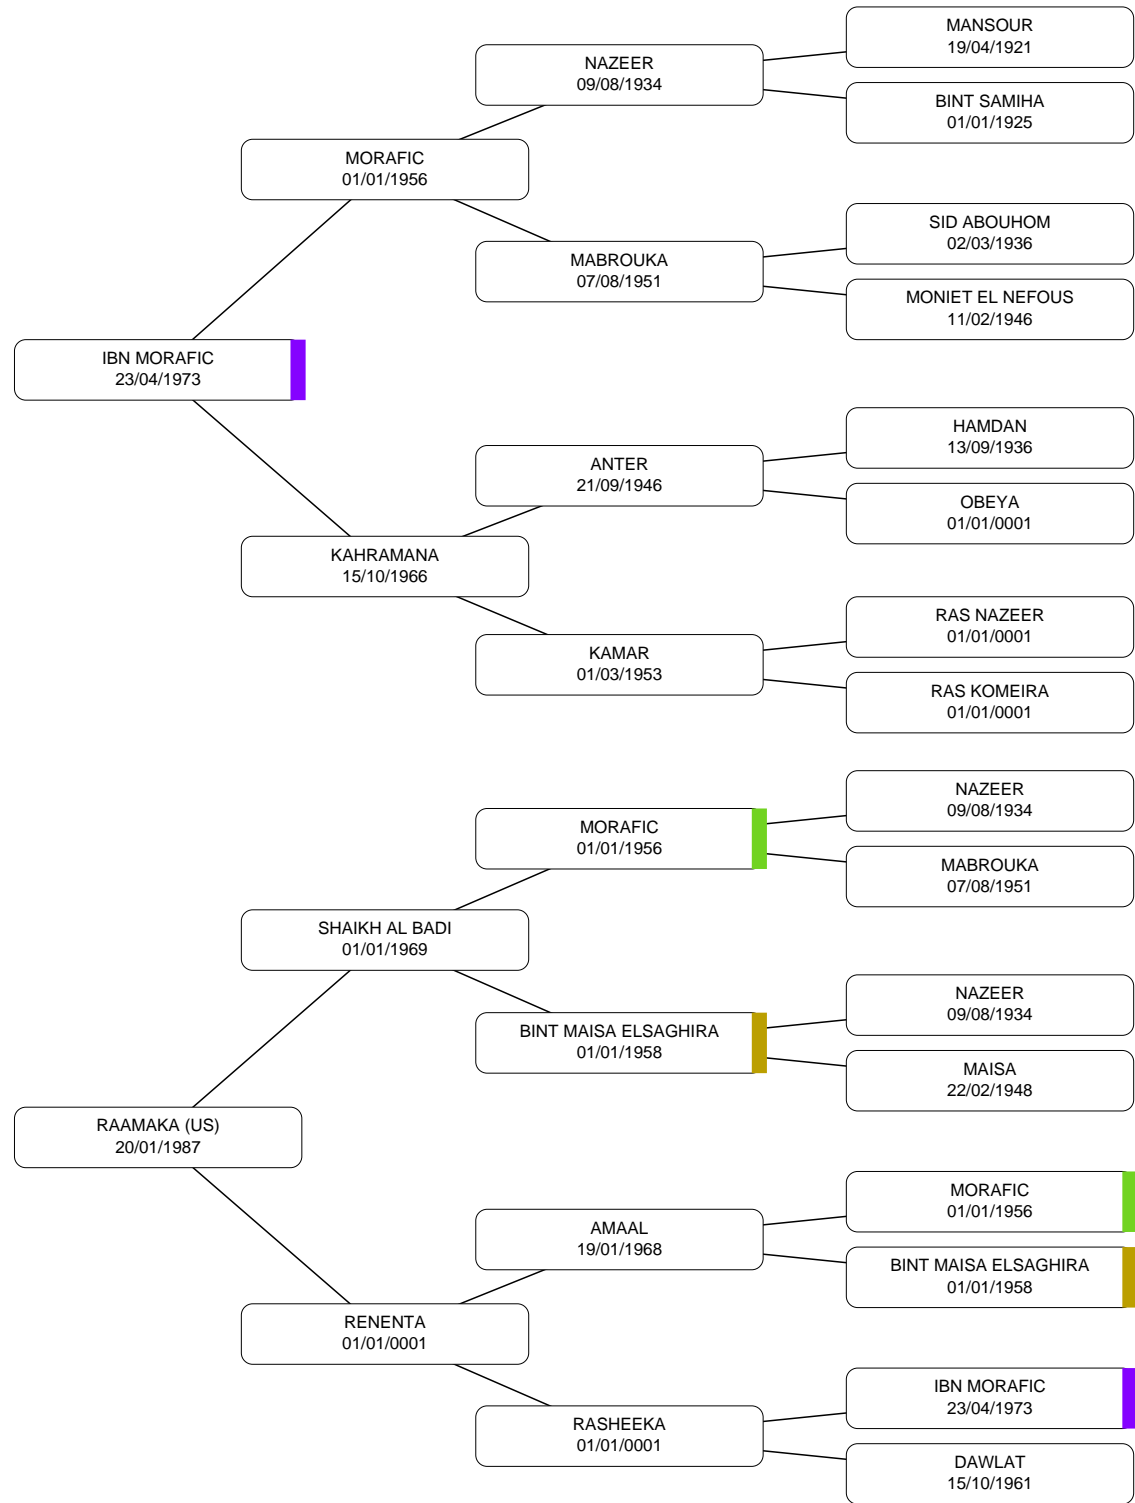 MANSOUR
19/04/1921
NAZEER
09/08/1934
BINT SAMIHA
01/01/1925
MORAFIC
01/01/1956
SID ABOUHOM
02/03/1936
MABROUKA
07/08/1951
MONIET EL NEFOUS
11/02/1946
IBN MORAFIC
23/04/1973
HAMDAN
13/09/1936
ANTER
21/09/1946
OBEYA
01/01/0001
KAHRAMANA
15/10/1966
RAS NAZEER
01/01/0001
KAMAR
01/03/1953
RAS KOMEIRA
01/01/0001
NAZEER
09/08/1934
MORAFIC
01/01/1956
MABROUKA
07/08/1951
SHAIKH AL BADI
01/01/1969
NAZEER
09/08/1934
BINT MAISA ELSAGHIRA
01/01/1958
MAISA
22/02/1948
RAAMAKA (US)
20/01/1987
MORAFIC
01/01/1956
AMAAL
19/01/1968
BINT MAISA ELSAGHIRA
01/01/1958
RENENTA
01/01/0001
IBN MORAFIC
23/04/1973
RASHEEKA
01/01/0001
DAWLAT
15/10/1961